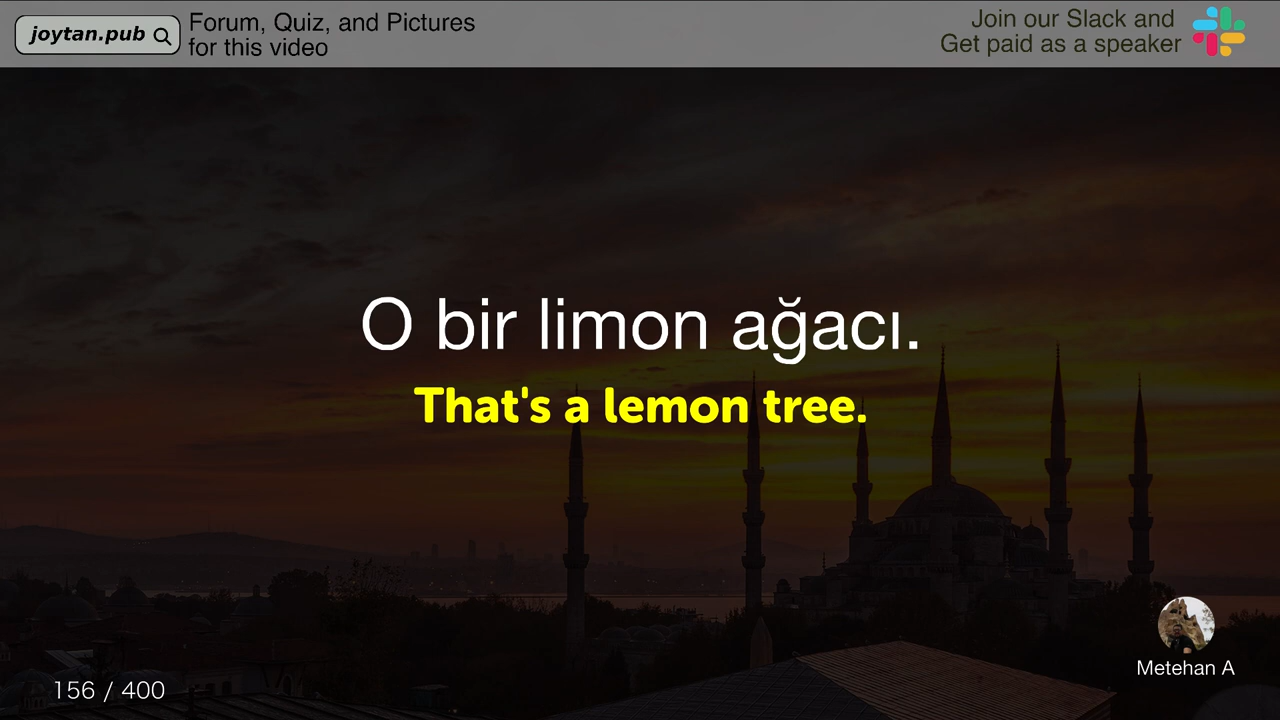 joytan.pub
Forum, Quiz, and Pictures
for this video
Join our Slack and
Get paid as a speaker
O bir limon ağacı.
That's a lemon tree.
Metehan A
156 / 400